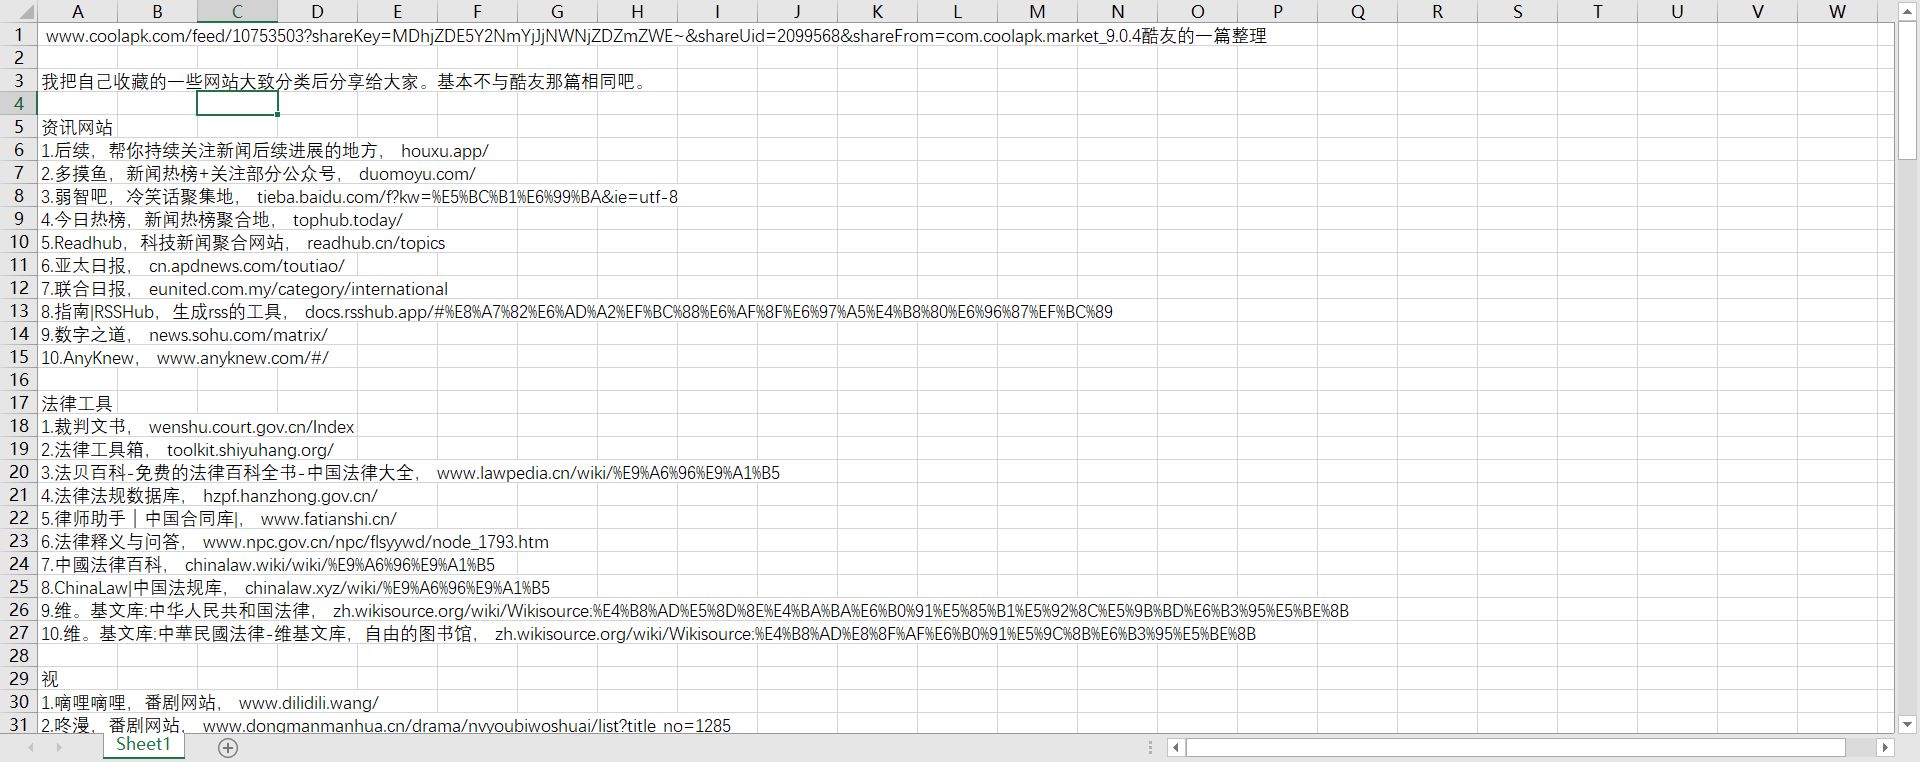 A B C D E F G H I J K L M N O P Q R S T U V W
1 www.coolapk.com/feed/10753503?shareKey=MDhjZDE5Y2NmYjJjNWNjZDZmZWE~&shareUid=2099568&shareFrom=com.coolapk.market_9.0.4酷友的一篇整理
2
3 我把自己收藏的一些网站大致分类后分享给大家。基本不与酷友那篇相同吧。
4
5 资讯网站
6 1.后续，帮你持续关注新闻后续进展的地方， houxu.app/
7 2.多摸鱼，新闻热榜+关注部分公众号， duomoyu.com/
8 3.弱智吧，冷笑话聚集地， tieba.baidu.com/f?kw=%E5%BC%B1%E6%99%BA&ie=utf-8
9 4.今日热榜，新闻热榜聚合地， tophub.today/
10 5.Readhub，科技新闻聚合网站， readhub.cn/topics
11 6.亚太日报， cn.apdnews.com/toutiao/
12 7.联合日报， eunited.com.my/category/international
13 8.指南|RSSHub，生成rss的工具， docs.rsshub.app/#%E8%A7%82%E6%AD%A2%EF%BC%88%E6%AF%8F%E6%97%A5%E4%B8%80%E6%96%87%EF%BC%89
14 9.数字之道， news.sohu.com/matrix/
15 10.AnyKnew， www.anyknew.com/#/
16
17 法律工具
18 1.裁判文书， wenshu.court.gov.cn/Index
19 2.法律工具箱， toolkit.shiyuhang.org/
20 3.法贝百科-免费的法律百科全书-中国法律大全， www.lawpedia.cn/wiki/%E9%A6%96%E9%A1%B5
21 4.法律法规数据库， hzpf.hanzhong.gov.cn/
22 5.律师助手｜中国合同库|， www.fatianshi.cn/
23 6.法律释义与问答， www.npc.gov.cn/npc/flsyywd/node_1793.htm
24 7.中國法律百科， chinalaw.wiki/wiki/%E9%A6%96%E9%A1%B5
25 8.ChinaLaw|中国法规库， chinalaw.xyz/wiki/%E9%A6%96%E9%A1%B5
26 9.维。基文库:中华人民共和国法律， zh.wikisource.org/wiki/Wikisource:%E4%B8%AD%E5%8D%8E%E4%BA%BA%E6%B0%91%E5%85%B1%E5%92%8C%E5%9B%BD%E6%B3%95%E5%BE%8B
27 10.维。基文库:中華民國法律-维基文库，自由的图书馆， zh.wikisource.org/wiki/Wikisource:%E4%B8%AD%E8%8F%AF%E6%B0%91%E5%9C%8B%E6%B3%95%E5%BE%8B
28
29 视
30 1.嘀哩嘀哩，番剧网站， www.dilidili.wang/
31 2.咚漫，番剧网站， www.dongmanmanhua.cn/drama/nvyoubiwoshuai/list?title_no=1285
Sheet1